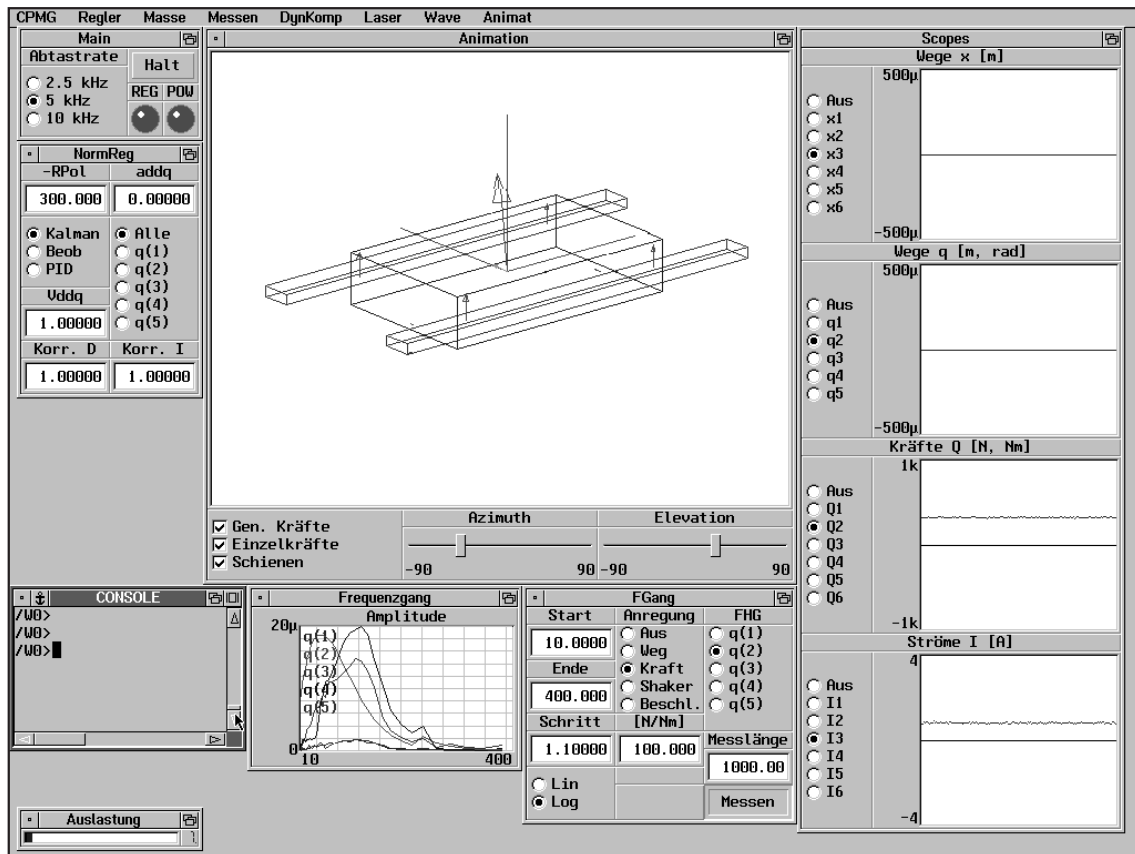 CPMG Regler Masse Messen DynKomp Laser Wave Animat
Main
Abtastrate
Halt
2.5 kHz
5 kHz
10 kHz
REG POW
NormReg
-RPol addq
300.000 0.00000
Kalman Alle
Beob q(1)
PID q(2)
q(3)
Vddq q(4)
1.00000 q(5)
Korr. D Korr. I
1.00000 1.00000
Animation
Gen. Kräfte
Einzelkräfte
Schienen
Azimuth
-90 90
Elevation
-90 90
Scopes
Wege x [m]
500µ
Aus
x1
x2
x3
x4
x5
x6
-500µ
Wege q [m, rad]
500µ
Aus
q1
q2
q3
q4
q5
-500µ
Kräfte Q [N, Nm]
1k
Aus
Q1
Q2
Q3
Q4
Q5
Q6
-1k
Ströme I [A]
4
Aus
I1
I2
I3
I4
I5
I6
-4
CONSOLE
/W0>
/W0>
/W0>
Frequenzgang
Amplitude
20µ
q(1)
q(2)
q(3)
q(4)
q(5)
0
10 400
FGang
Start Anregung FHG
10.0000 Aus q(1)
Weg q(2)
Ende Kraft q(3)
400.000 Shaker q(4)
Beschl. q(5)
Schritt [N/Nm]
1.10000 100.000 Messlänge
1000.00
Lin
Log Messen
Auslastung